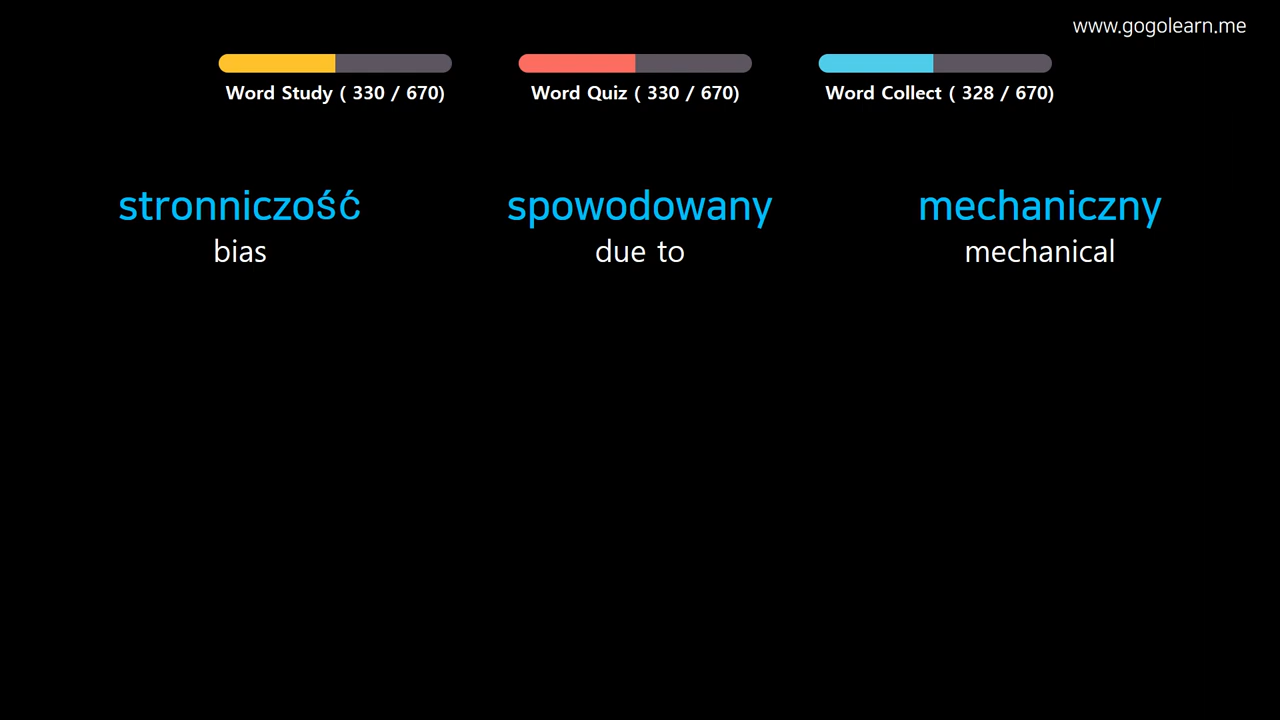 www.gogolearn.me
Word Study ( 330 / 670)
Word Quiz ( 330 / 670)
Word Collect ( 328 / 670)
stronniczość
bias
spowodowany
due to
mechaniczny
mechanical